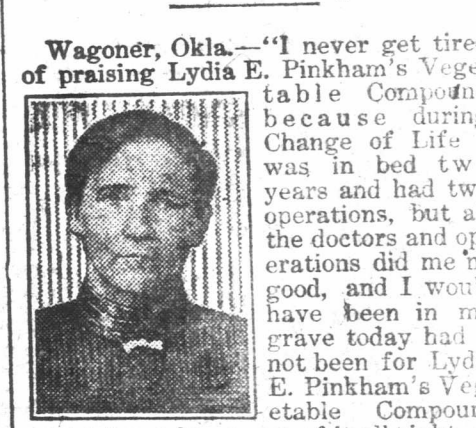 Wagoner, Okla.—"I never get tire
of praising Lydia E. Pinkham's Vege
table Compoun
because durin
Change of Life
was in bed tw
years and had tw
operations, but a
the doctors and op
erations did me n
good, and I woul
have been in m
grave today had
not been for Lyd
E. Pinkham's Veg
etable Compoun